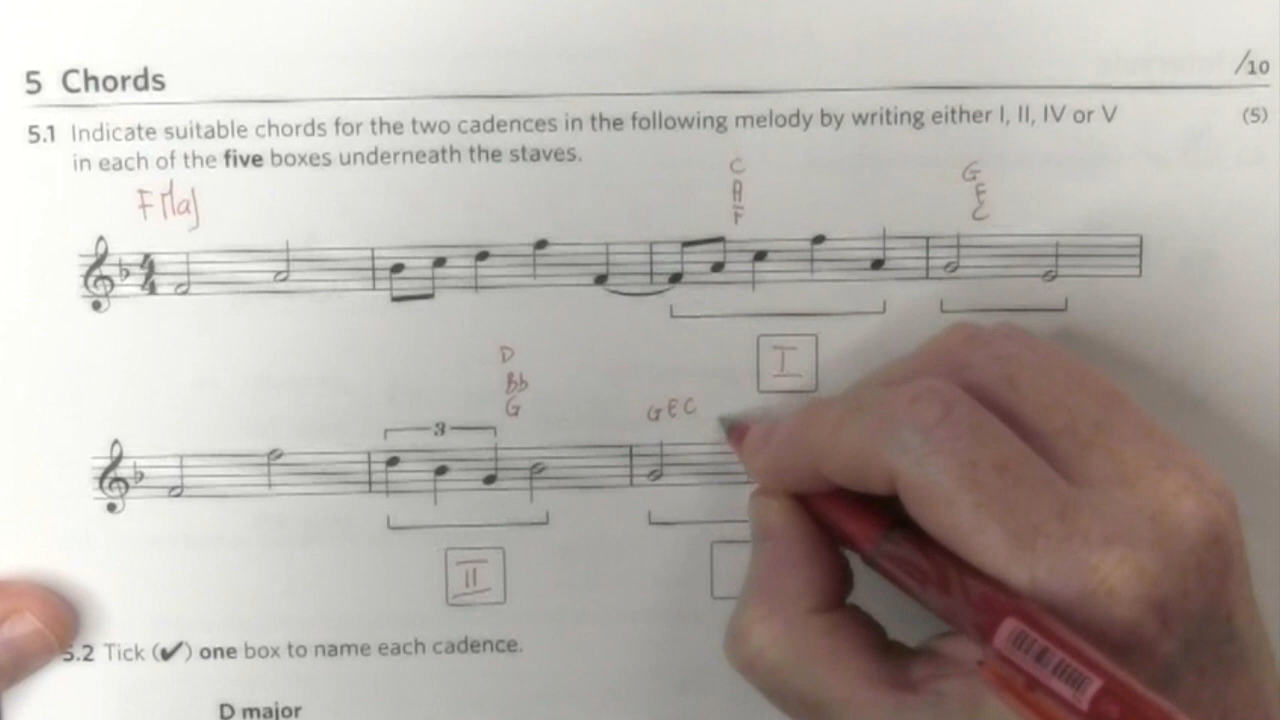 5 Chords
/10
5.1 Indicate suitable chords for the two cadences in the following melody by writing either I, II, IV or V (5)
in each of the five boxes underneath the staves.
F Maj
C
A
F
G
E
C
4
4
I
D
Bb
G
3
G E C
II
5.2 Tick (✔) one box to name each cadence.
D major